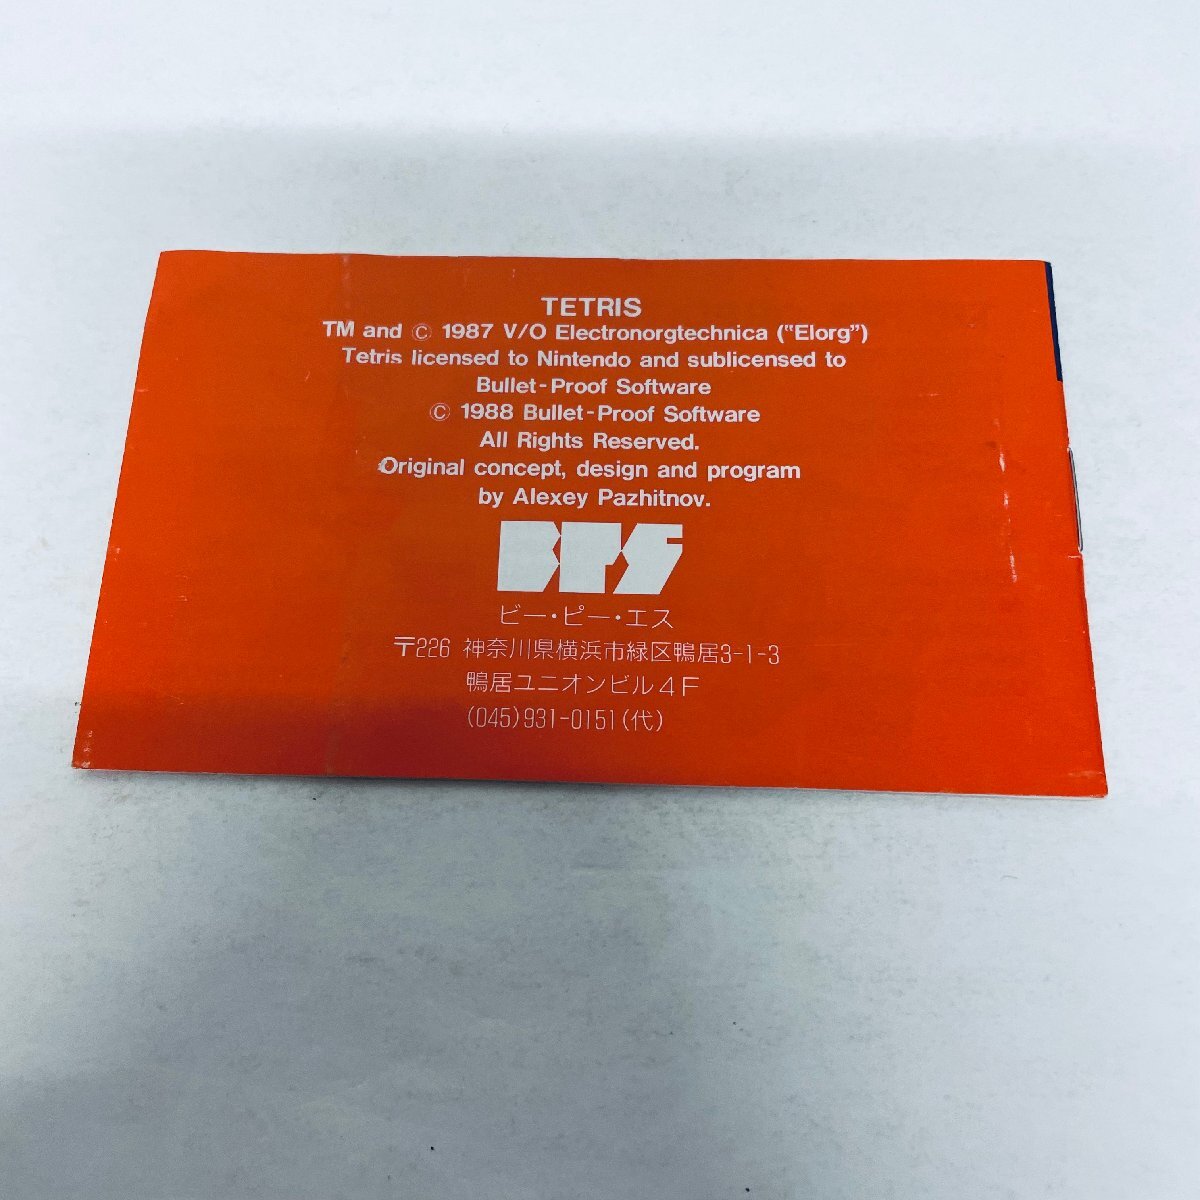 TETRIS
TM and © 1987 V/O Electronorgtechnica ("Elorg")
Tetris licensed to Nintendo and sublicensed to
Bullet-Proof Software
© 1988 Bullet-Proof Software
All Rights Reserved.
Original concept, design and program
by Alexey Pazhitnov.
BPS
ビー・ピー・エス
〒226 神奈川県横浜市緑区鴨居3-1-3
鴨居ユニオンビル4F
(045)931-0151(代)